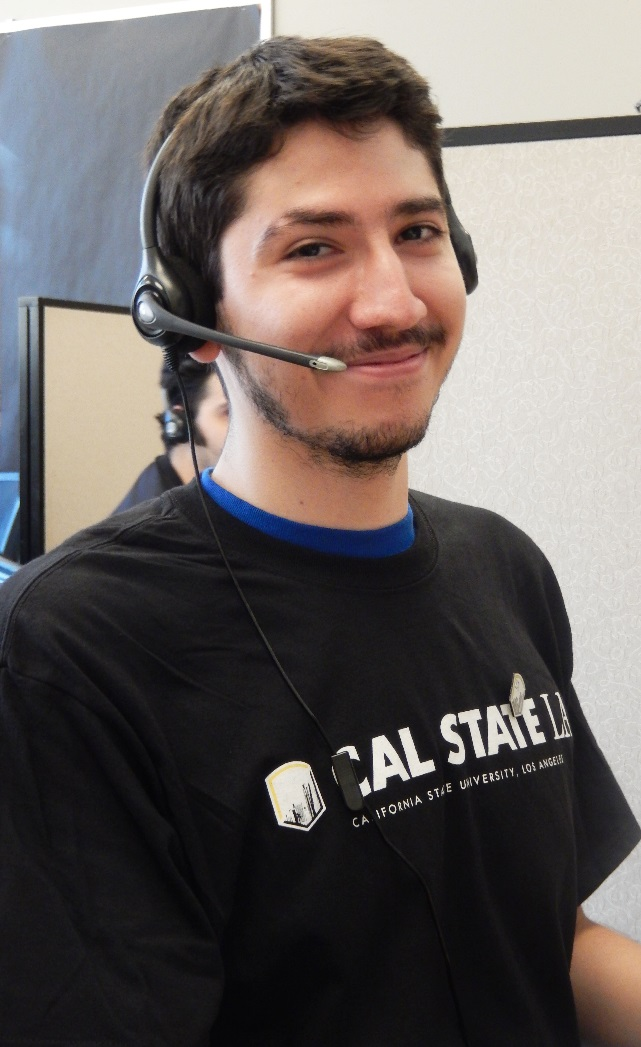 CAL STATE LA
CALIFORNIA STATE UNIVERSITY, LOS ANGELES